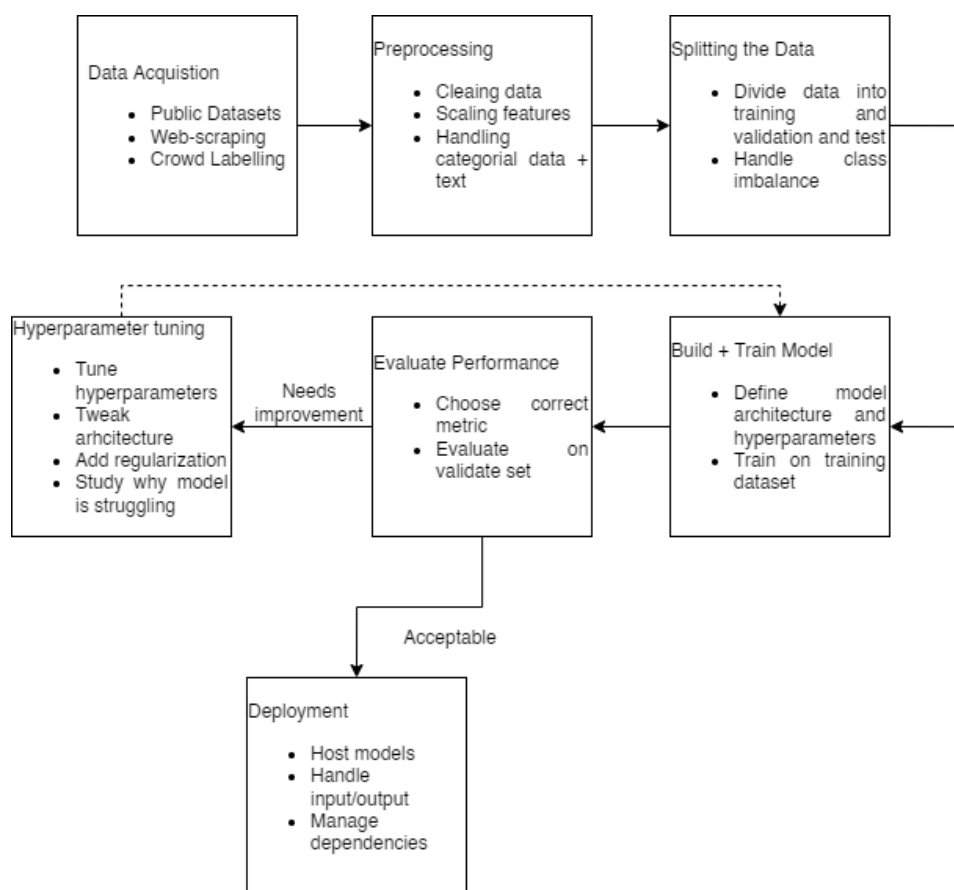 Data Acquistion
• Public Datasets
• Web-scraping
• Crowd Labelling
Preprocessing
• Cleaing data
• Scaling features
• Handling
categorial data +
text
Splitting the Data
• Divide data into
training and
validation and test
• Handle class
imbalance
Build + Train Model
• Define model
architecture and
hyperparameters
• Train on training
dataset
Evaluate Performance
• Choose correct
metric
• Evaluate on
validate set
Needs
improvement
Hyperparameter tuning
• Tune
hyperparameters
• Tweak
arhcitecture
• Add regularization
• Study why model
is struggling
Acceptable
Deployment
• Host models
• Handle
input/output
• Manage
dependencies